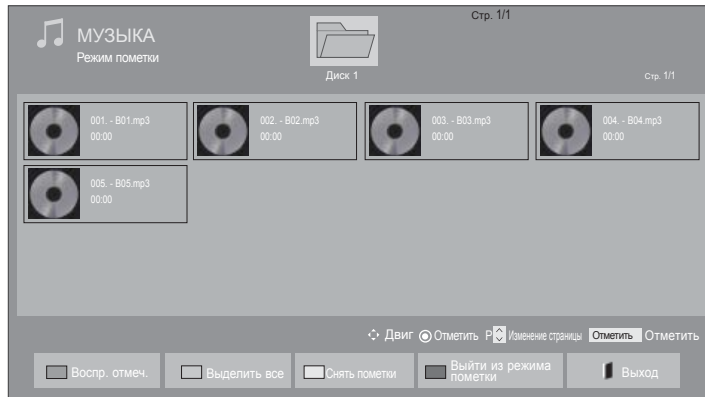 Стр. 1/1
МУЗЫКА
Режим пометки
Диск 1
Стр. 1/1
001. - B01.mp3
00:00
002. - B02.mp3
00:00
003. - B03.mp3
00:00
004. - B04.mp3
00:00
005. - B05.mp3
00:00
Двиг Отметить P Изменение страницы Отметить Отметить
Воспр. отмеч.
Выделить все
Снять пометки
Выйти из режима
пометки
Выход